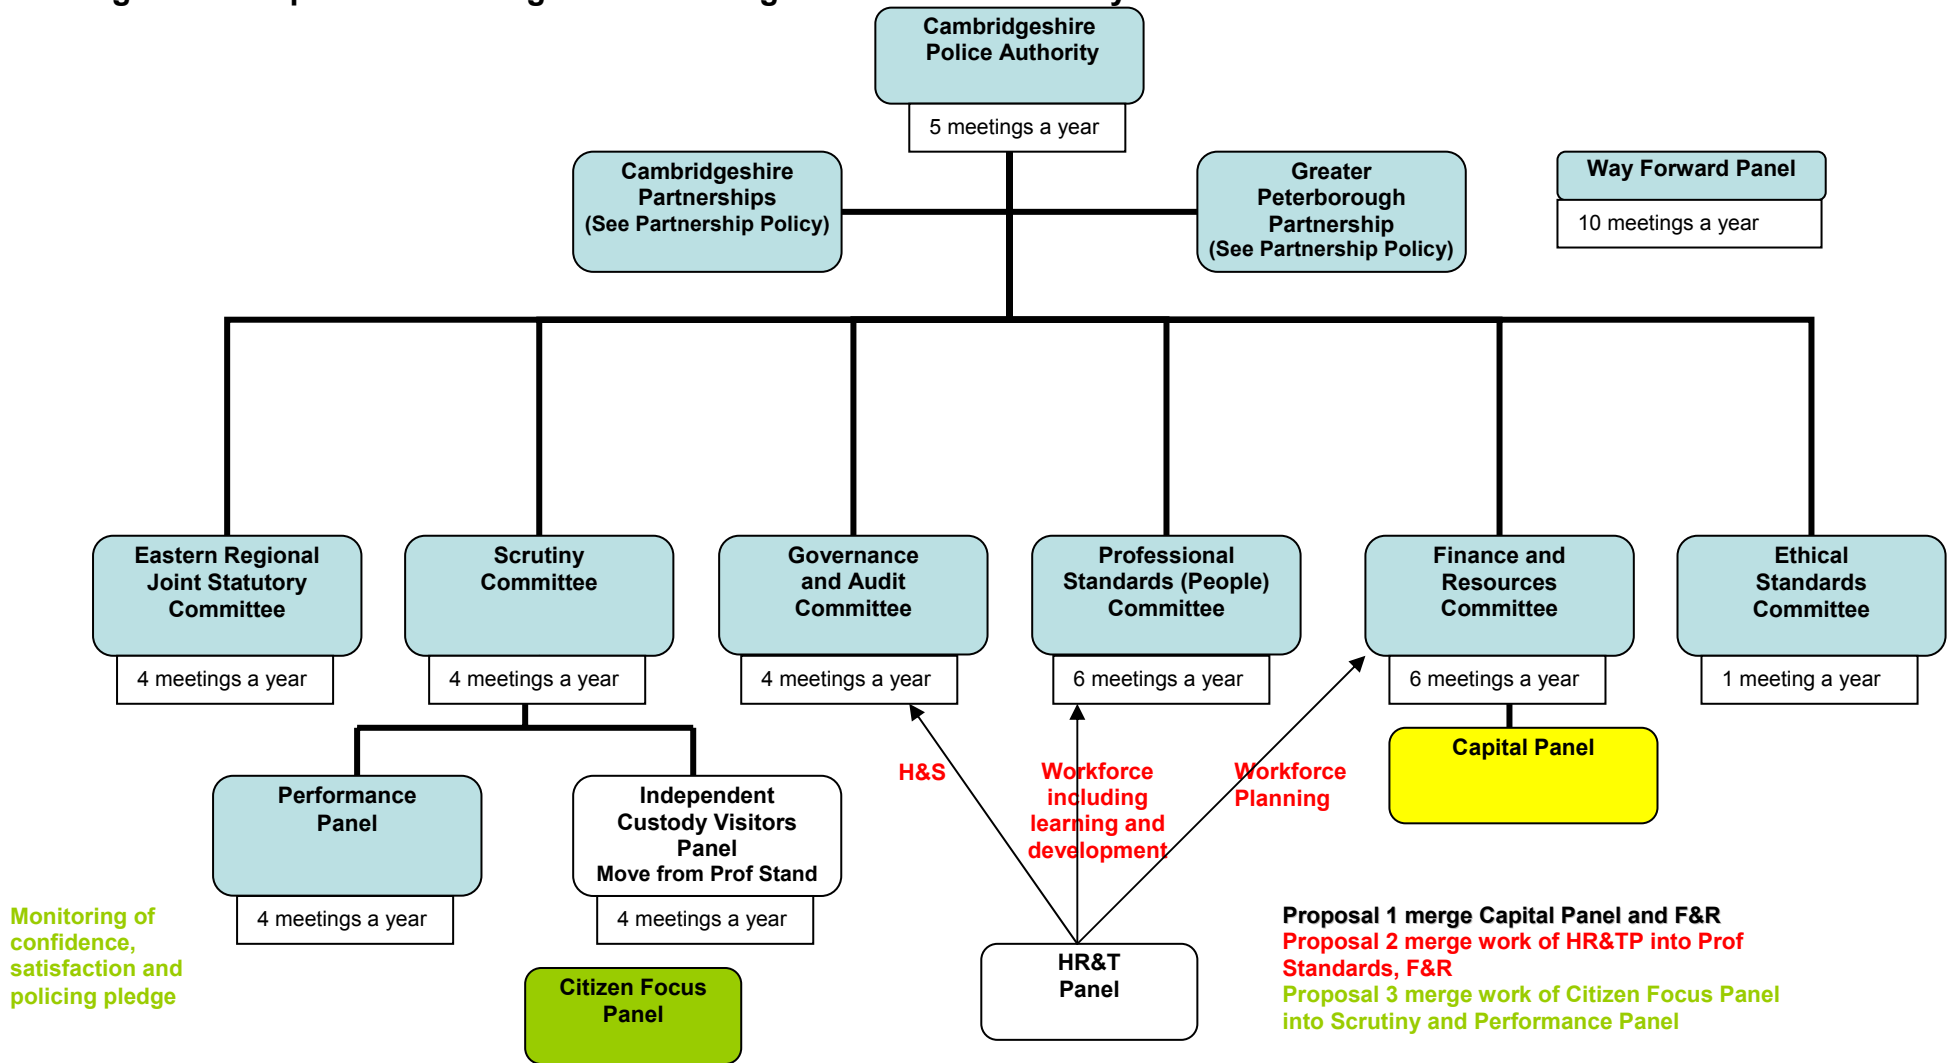 Cambridgeshire
Police Authority
5 meetings a year
Cambridgeshire
Partnerships
(See Partnership Policy)
Greater
Peterborough
Partnership
(See Partnership Policy)
Way Forward Panel
10 meetings a year
Eastern Regional
Joint Statutory
Committee
4 meetings a year
Scrutiny
Committee
4 meetings a year
Governance
and Audit
Committee
4 meetings a year
Professional
Standards (People)
Committee
6 meetings a year
Finance and
Resources
Committee
6 meetings a year
Ethical
Standards
Committee
1 meeting a year
Capital Panel
H&S
Workforce
including
learning and
development
Workforce
Planning
Performance
Panel
4 meetings a year
Independent
Custody Visitors
Panel
Move from Prof Stand
4 meetings a year
Monitoring of
confidence,
satisfaction and
policing pledge
Citizen Focus
Panel
HR&T
Panel
Proposal 1 merge Capital Panel and F&R
Proposal 2 merge work of HR&TP into Prof
Standards, F&R
Proposal 3 merge work of Citizen Focus Panel
into Scrutiny and Performance Panel